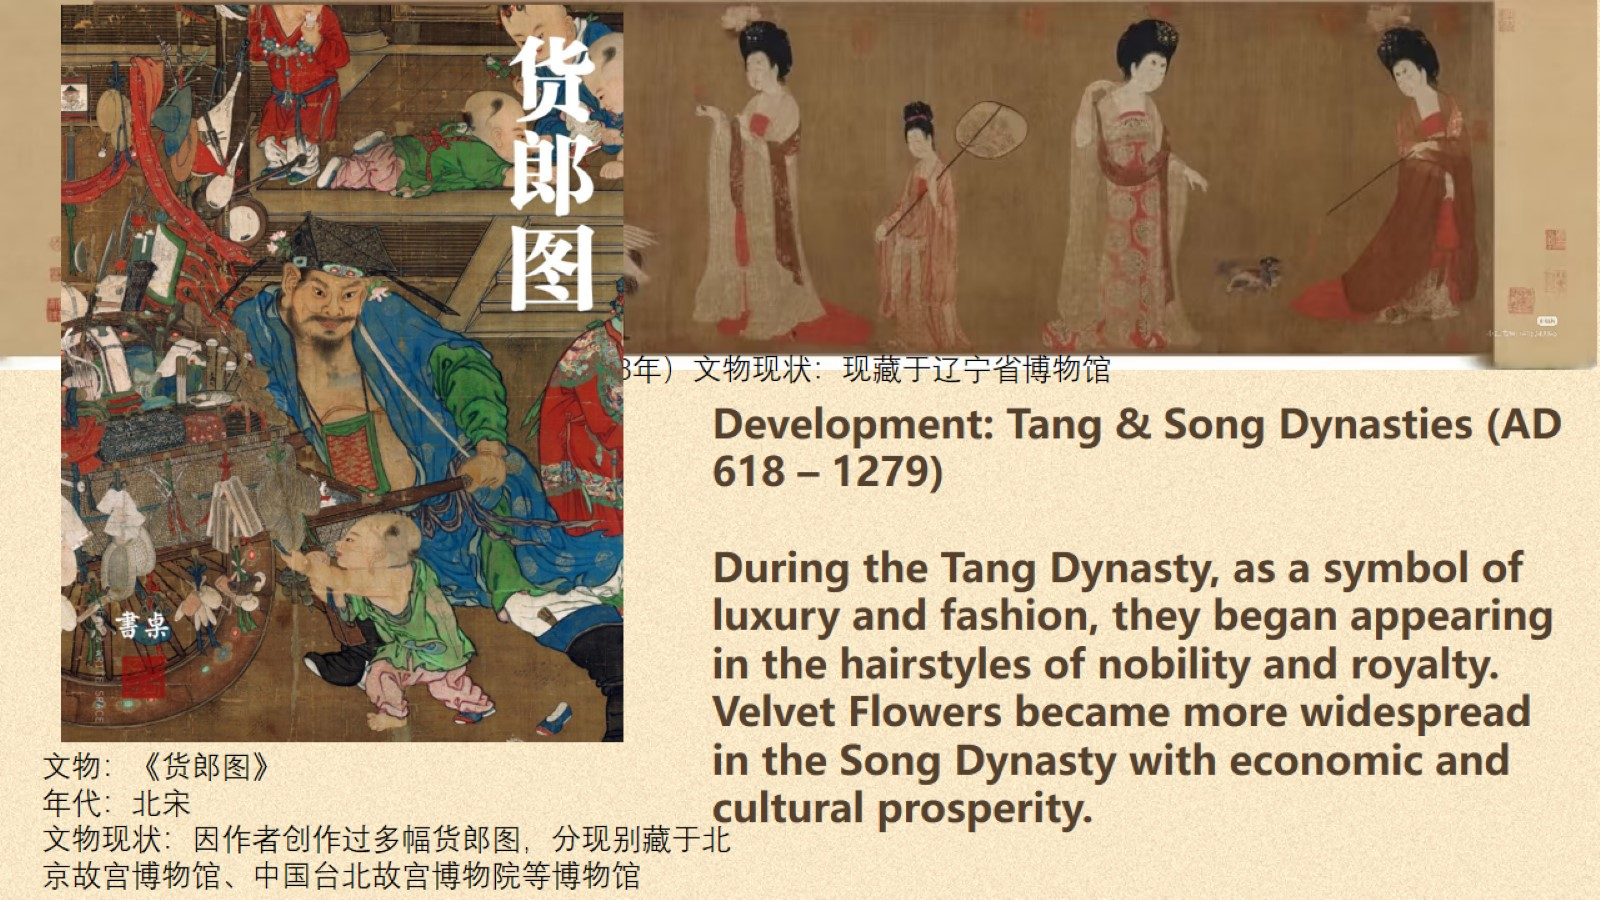 货郎图
3年）文物现状：现藏于辽宁省博物馆
Development: Tang & Song Dynasties (AD
618 – 1279)
During the Tang Dynasty, as a symbol of
luxury and fashion, they began appearing
in the hairstyles of nobility and royalty.
Velvet Flowers became more widespread
in the Song Dynasty with economic and
cultural prosperity.
書桌
SPACE
文物：《货郎图》
年代：北宋
文物现状：因作者创作过多幅货郎图，分现别藏于北
京故宫博物馆、中国台北故宫博物院等博物馆